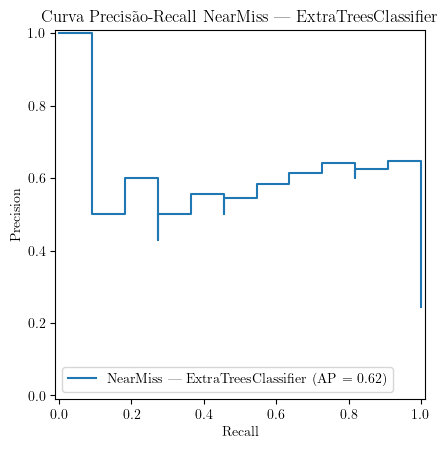 Curva Precisão-Recall NearMiss — ExtraTreesClassifier
1.0
0.8
0.6
0.4
0.2
0.0
Precision
NearMiss — ExtraTreesClassifier (AP = 0.62)
0.0 0.2 0.4 0.6 0.8 1.0
Recall